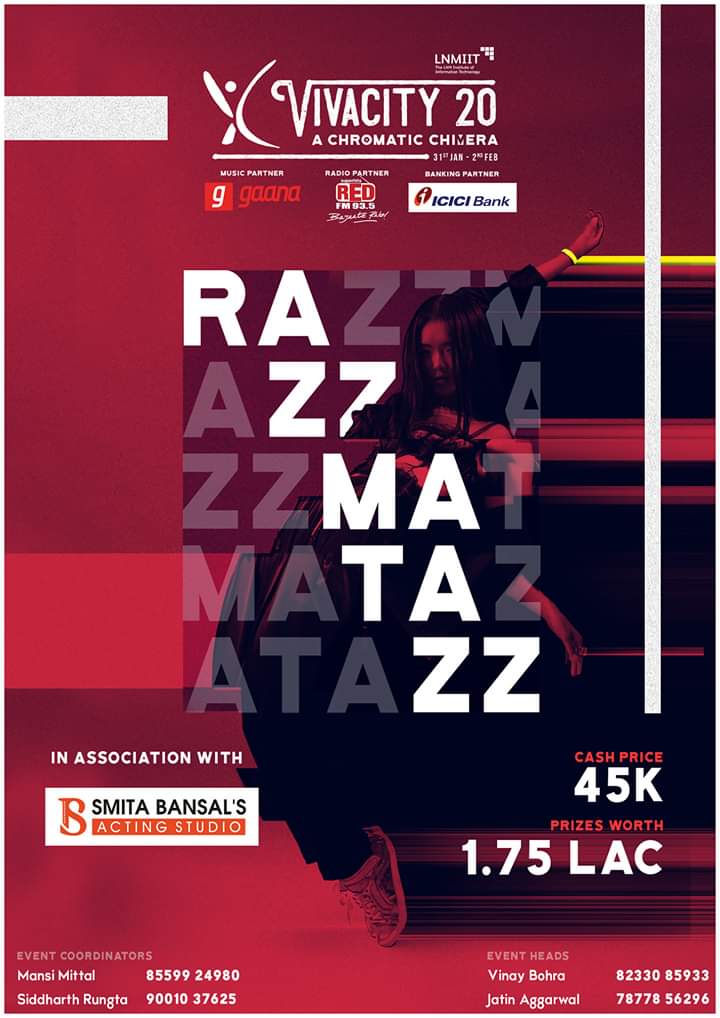 LNMIIT
The LNM Institute of
Information Technology
VIVACITY 20
A CHROMATIC CHIMERA
31ST JAN - 2ND FEB
MUSIC PARTNER
g gaana
RADIO PARTNER
RED
FM 93.5
Bajaate Raho!
BANKING PARTNER
ICICI Bank
RAZZM
AZZMA
ZZMAT
MATAZ
ATAZZ
IN ASSOCIATION WITH
SMITA BANSAL'S
ACTING STUDIO
CASH PRICE
45K
PRIZES WORTH
1.75 LAC
EVENT COORDINATORS
Mansi Mittal 85599 24980
Siddharth Rungta 90010 37625
EVENT HEADS
Vinay Bohra 82330 85933
Jatin Aggarwal 78778 56296